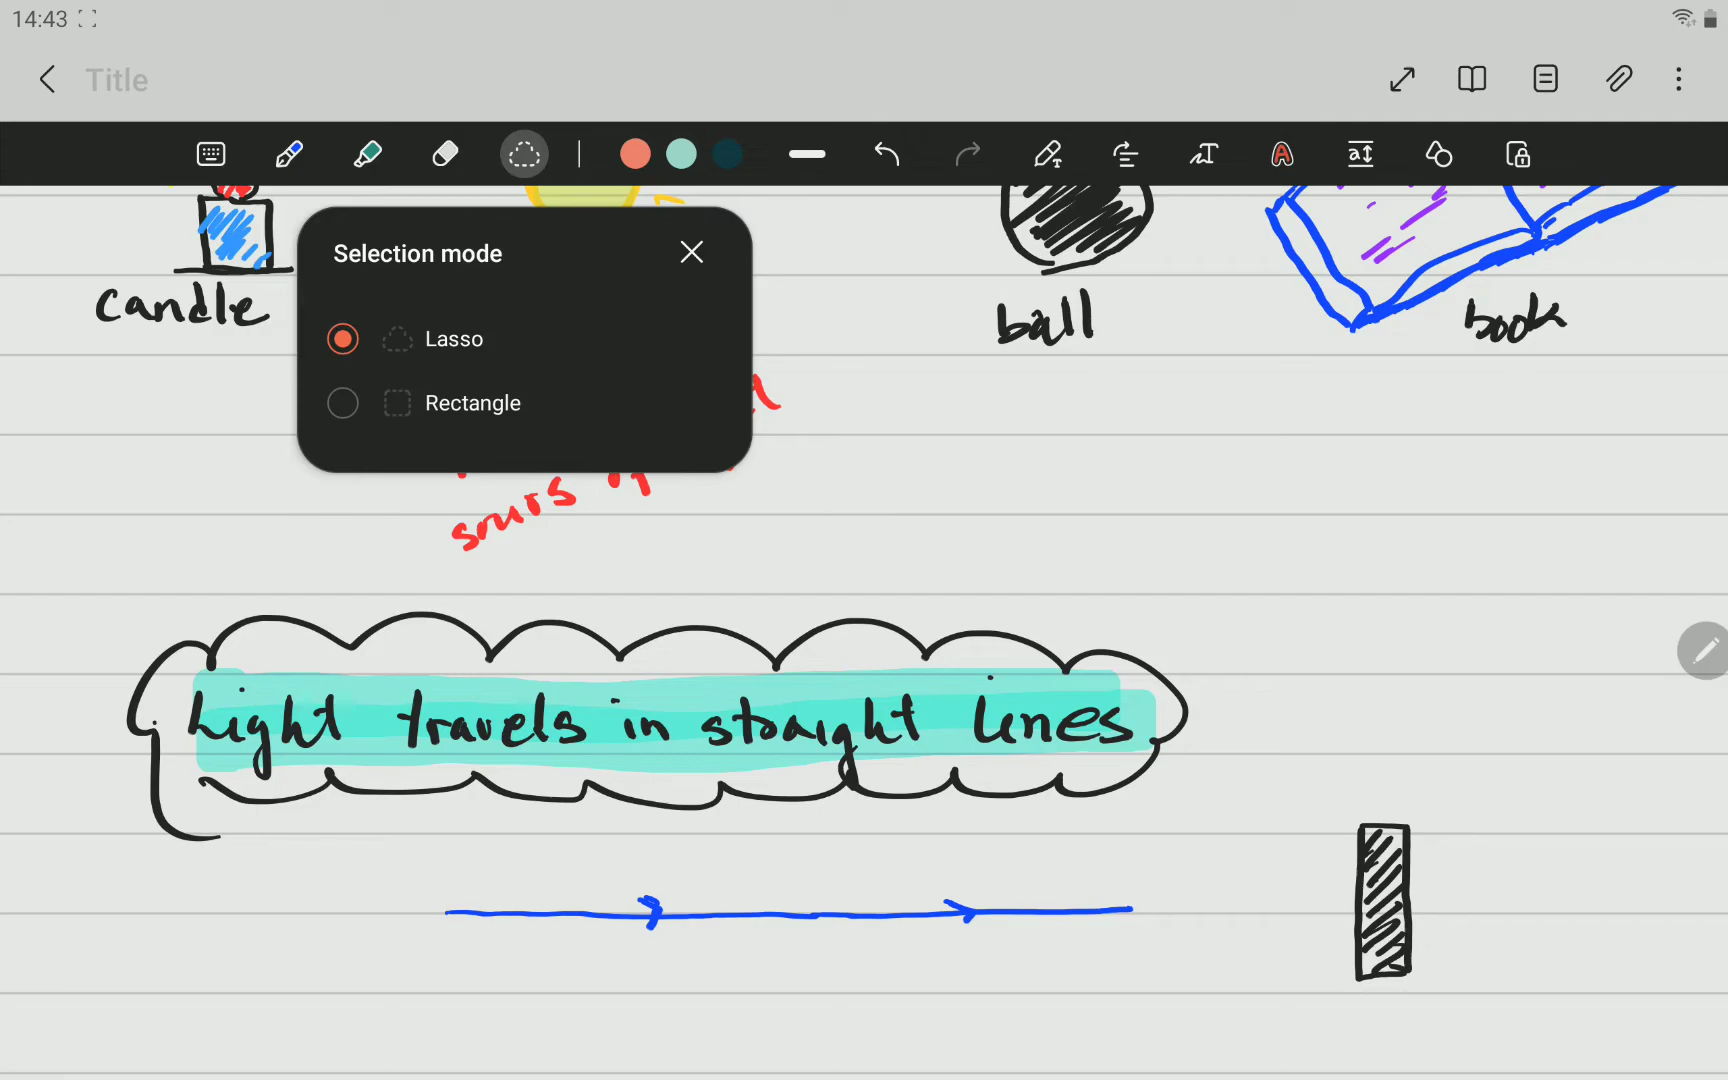 14:43
Title
Selection mode
Lasso
Rectangle
candle
ball
book
Light travels in straight lines